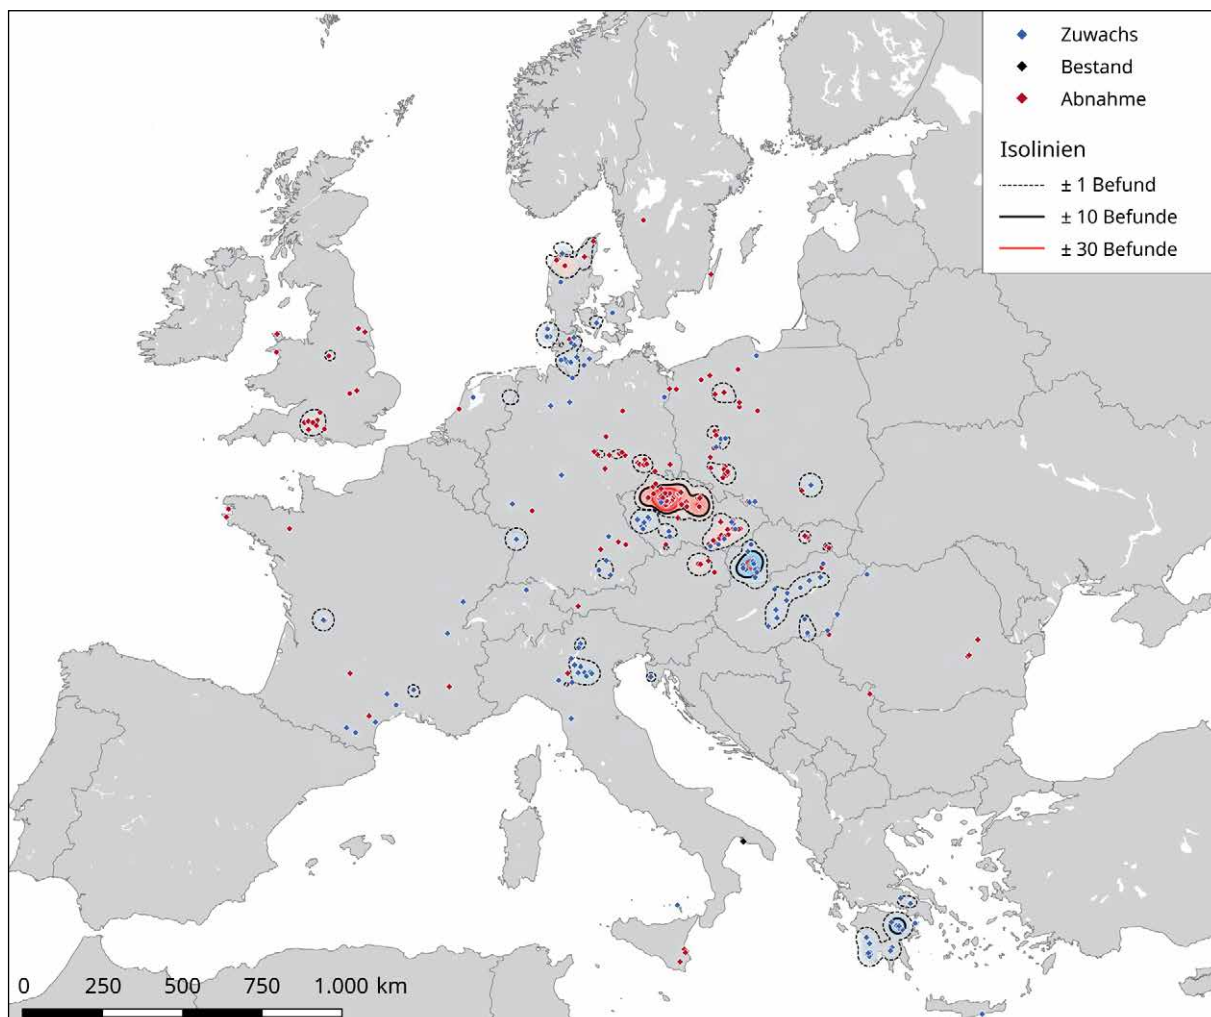 Zuwachs
Bestand
Abnahme
Isolinien
± 1 Befund
± 10 Befunde
± 30 Befunde
0 250 500 750 1.000 km